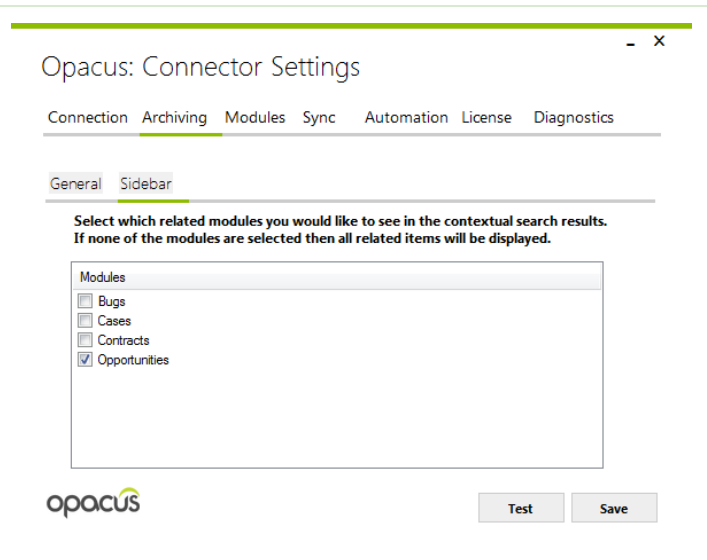 Opacus: Connector Settings
Connection Archiving Modules Sync Automation License Diagnostics
General Sidebar
Select which related modules you would like to see in the contextual search results.
If none of the modules are selected then all related items will be displayed.
Modules
Bugs
Cases
Contracts
Opportunities
opacus
Test Save